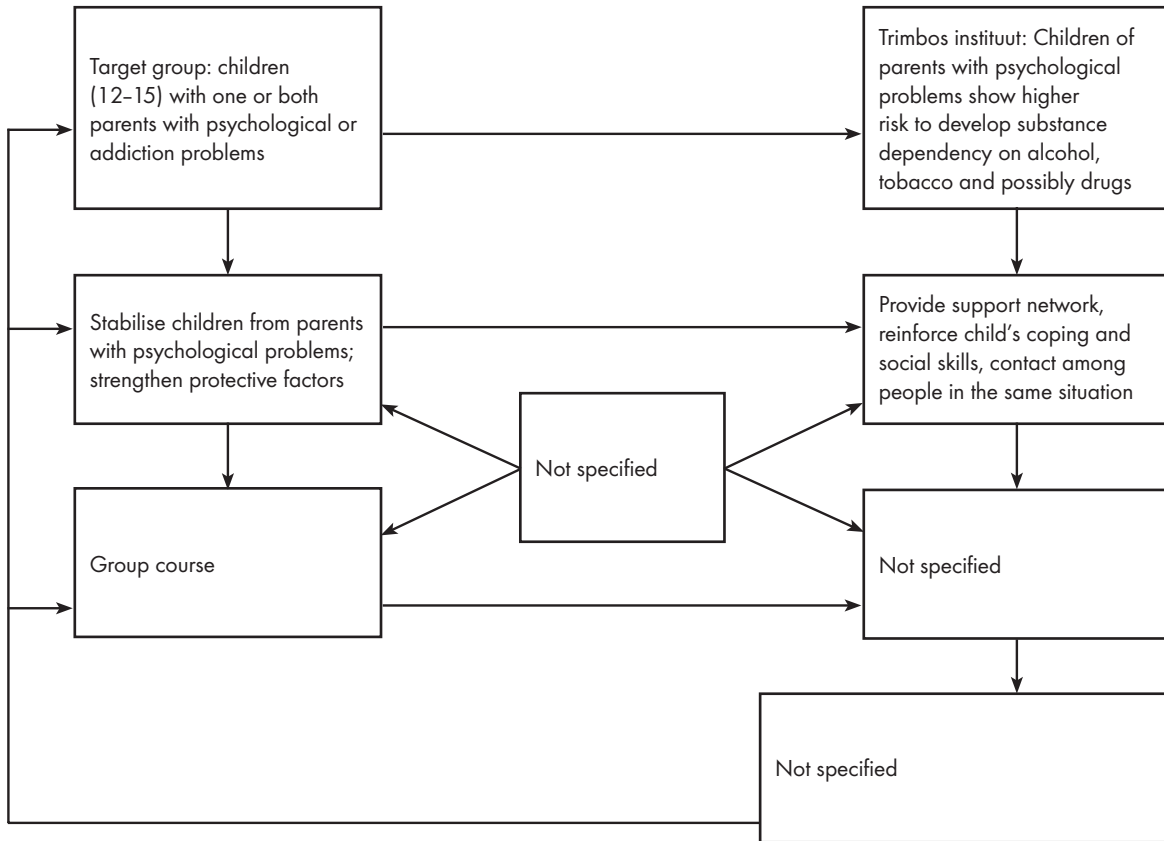 Target group: children
(12–15) with one or both
parents with psychological or
addiction problems
Trimbos instituut: Children of
parents with psychological
problems show higher
risk to develop substance
dependency on alcohol,
tobacco and possibly drugs
Stabilise children from parents
with psychological problems;
strengthen protective factors
Provide support network,
reinforce child’s coping and
social skills, contact among
people in the same situation
Not specified
Group course
Not specified
Not specified